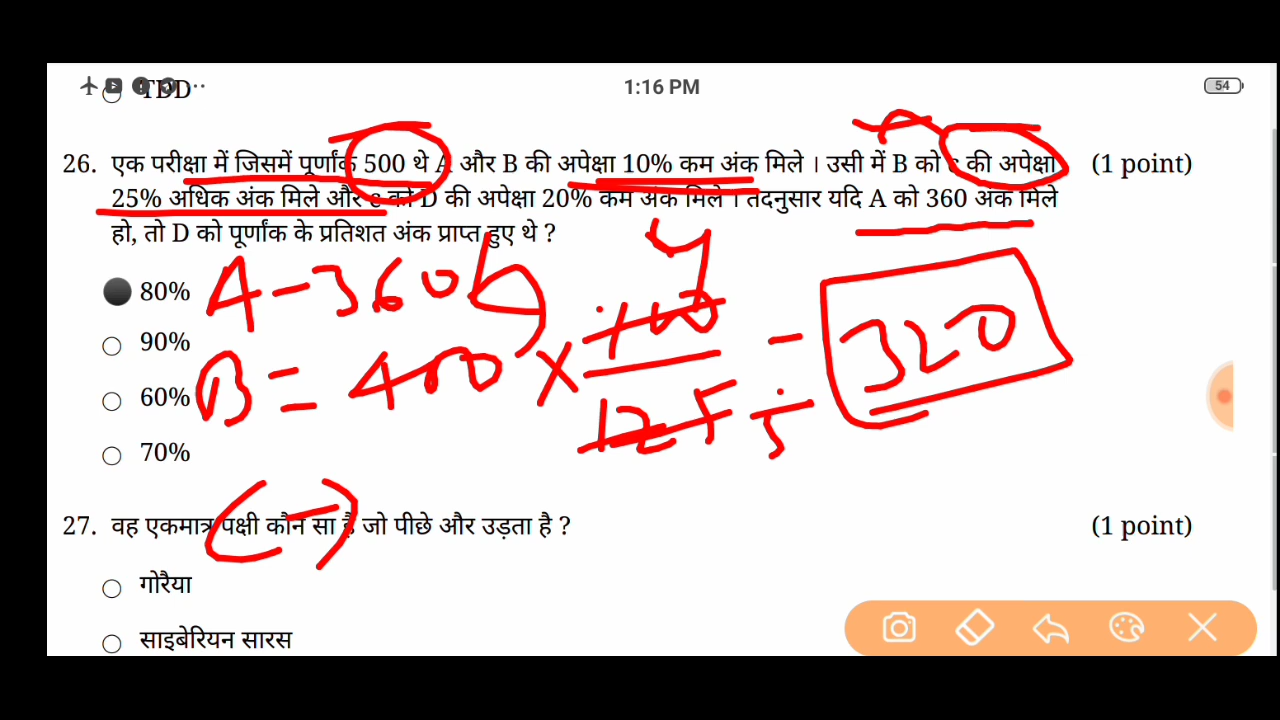 TDD
1:16 PM
54
26. एक परीक्षा में जिसमें पूर्णांक 500 थे A और B की अपेक्षा 10% कम अंक मिले । उसी में B को c की अपेक्षा (1 point)
25% अधिक अंक मिले और c को D की अपेक्षा 20% कम अंक मिले । तदनुसार यदि A को 360 अंक मिले
हो, तो D को पूर्णांक के प्रतिशत अंक प्राप्त हुए थे ?
80%
90%
60%
70%
A - 360
B = 400 × 100 / 125 = 320
4
5
27. वह एकमात्र पक्षी कौन सा है जो पीछे और उड़ता है ? (1 point)
गोरैया
साइबेरियन सारस